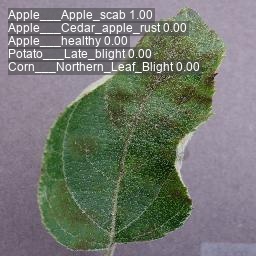 Apple___Apple_scab 1.00
Apple___Cedar_apple_rust 0.00
Apple___healthy 0.00
Potato___Late_blight 0.00
Corn___Northern_Leaf_Blight 0.00